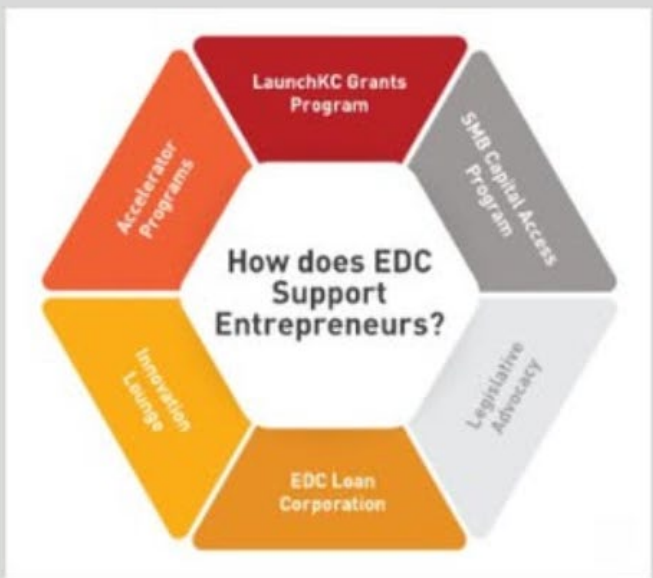 LaunchKC Grants
Program
SMB Capital Access
Program
Legislative
Advocacy
EDC Loan
Corporation
Innovation
Lounge
Accelerator
Programs
How does EDC
Support
Entrepreneurs?